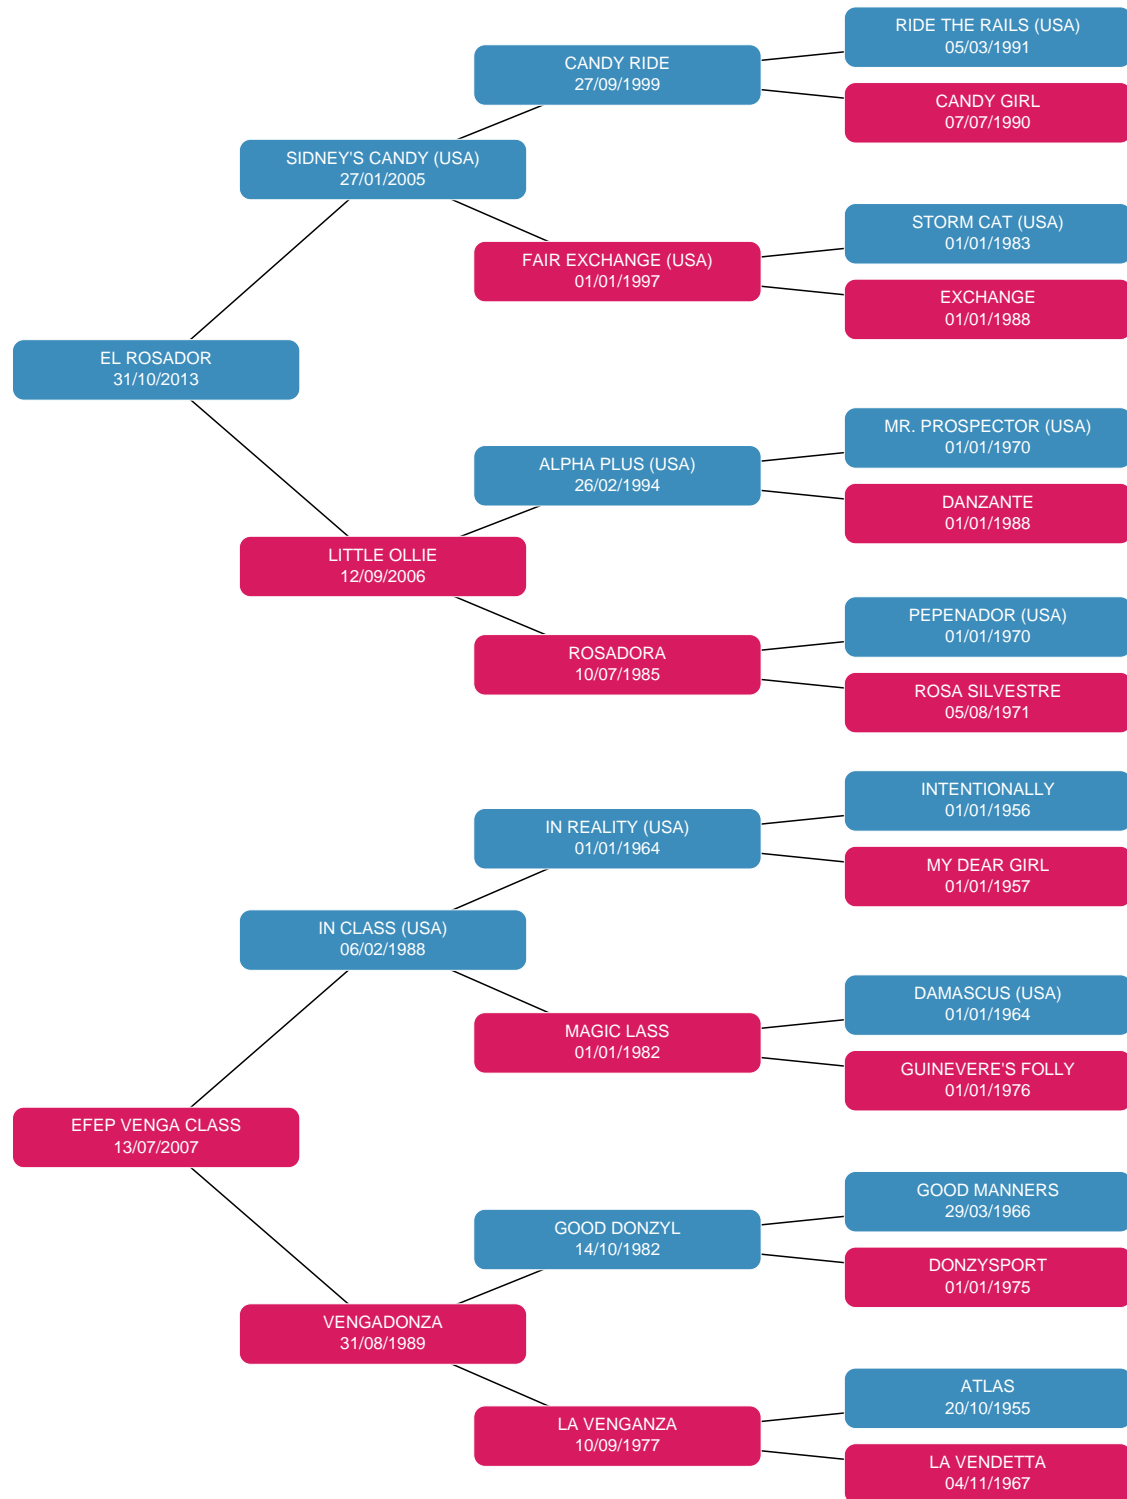 RIDE THE RAILS (USA)
05/03/1991
CANDY RIDE
27/09/1999
CANDY GIRL
07/07/1990
SIDNEY'S CANDY (USA)
27/01/2005
STORM CAT (USA)
01/01/1983
FAIR EXCHANGE (USA)
01/01/1997
EXCHANGE
01/01/1988
EL ROSADOR
31/10/2013
MR. PROSPECTOR (USA)
01/01/1970
ALPHA PLUS (USA)
26/02/1994
DANZANTE
01/01/1988
LITTLE OLLIE
12/09/2006
PEPENADOR (USA)
01/01/1970
ROSADORA
10/07/1985
ROSA SILVESTRE
05/08/1971
INTENTIONALLY
01/01/1956
IN REALITY (USA)
01/01/1964
MY DEAR GIRL
01/01/1957
IN CLASS (USA)
06/02/1988
DAMASCUS (USA)
01/01/1964
MAGIC LASS
01/01/1982
GUINEVERE'S FOLLY
01/01/1976
EFEP VENGA CLASS
13/07/2007
GOOD MANNERS
29/03/1966
GOOD DONZYL
14/10/1982
DONZYSPORT
01/01/1975
VENGADONZA
31/08/1989
ATLAS
20/10/1955
LA VENGANZA
10/09/1977
LA VENDETTA
04/11/1967